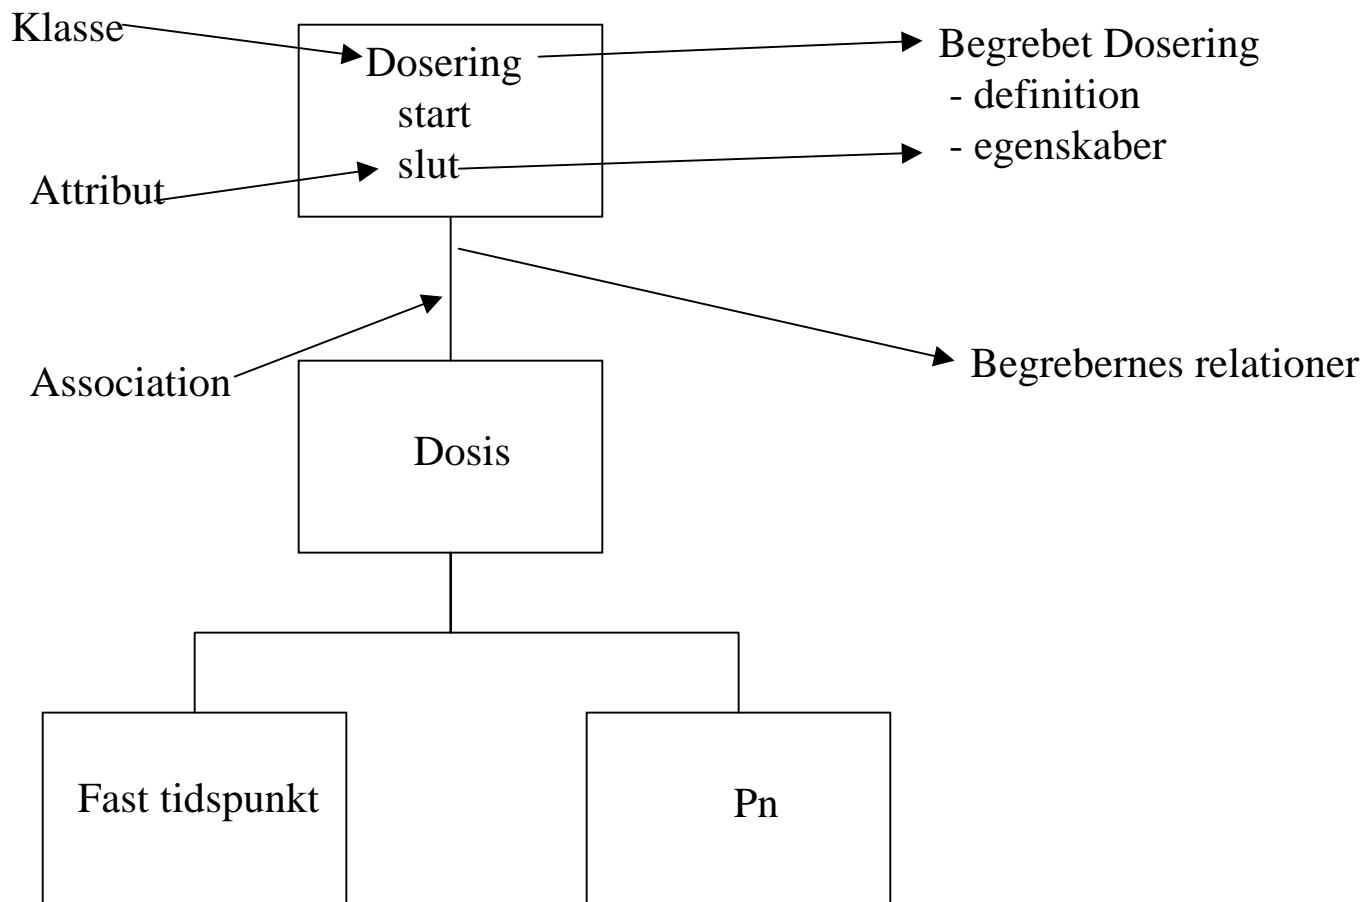 Klasse
Dosering
start
slut
Begrebet Dosering
- definition
- egenskaber
Attribut
Association
Begrebernes relationer
Dosis
Fast tidspunkt
Pn